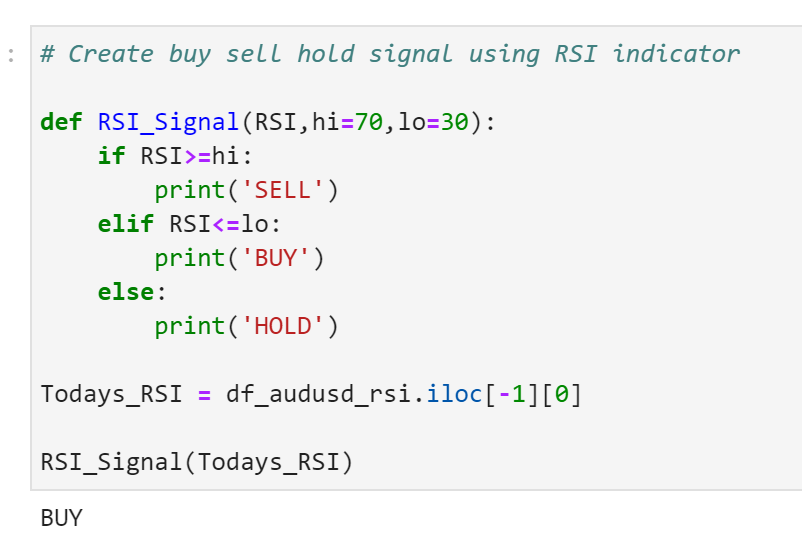 :
# Create buy sell hold signal using RSI indicator
def RSI_Signal(RSI,hi=70,lo=30):
    if RSI>=hi:
        print('SELL')
    elif RSI<=lo:
        print('BUY')
    else:
        print('HOLD')
Todays_RSI = df_audusd_rsi.iloc[-1][0]
RSI_Signal(Todays_RSI)
BUY